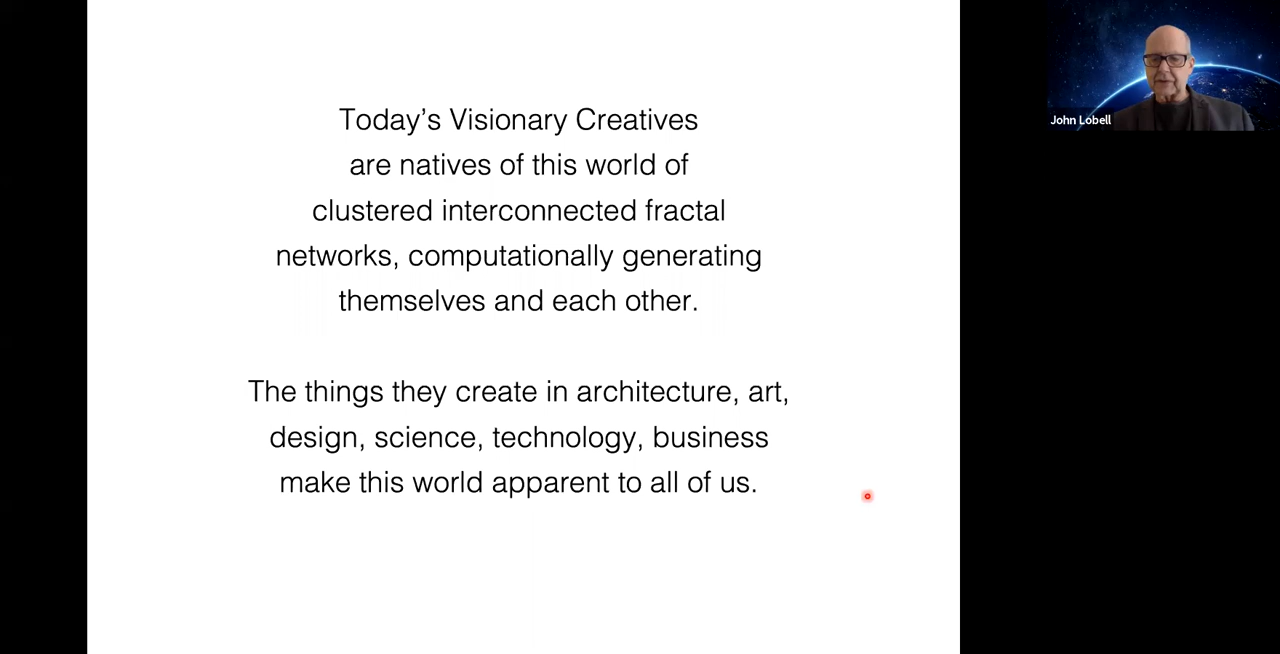 Today’s Visionary Creatives
are natives of this world of
clustered interconnected fractal
networks, computationally generating
themselves and each other.
The things they create in architecture, art,
design, science, technology, business
make this world apparent to all of us.
John Lobell